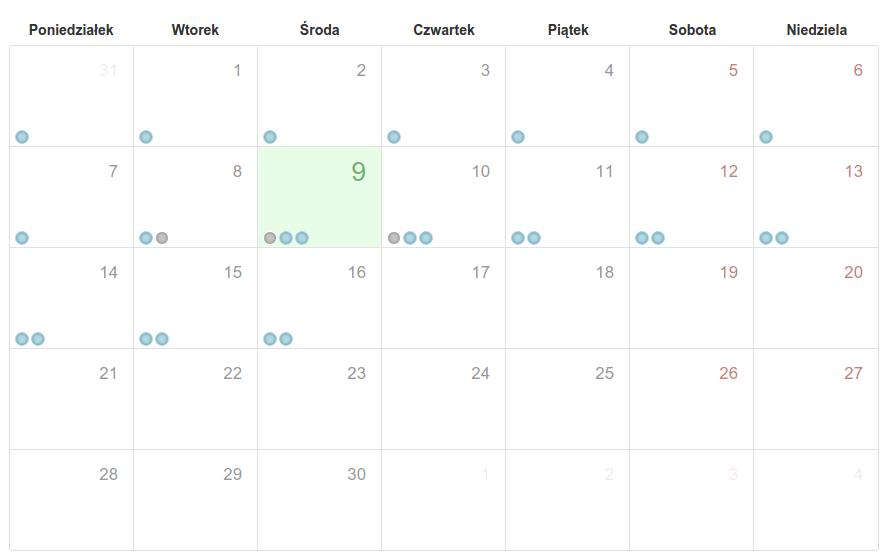 Poniedziałek Wtorek Środa Czwartek Piątek Sobota Niedziela
31 1 2 3 4 5 6
7 8 9 10 11 12 13
14 15 16 17 18 19 20
21 22 23 24 25 26 27
28 29 30 1 2 3 4